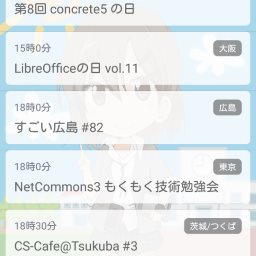 第8回 concrete5 の日
15時0分 大阪
LibreOfficeの日 vol.11
18時0分 広島
すごい広島 #82
18時0分 東京
NetCommons3 もくもく技術勉強会
18時30分 茨城/つくば
CS-Cafe@Tsukuba #3